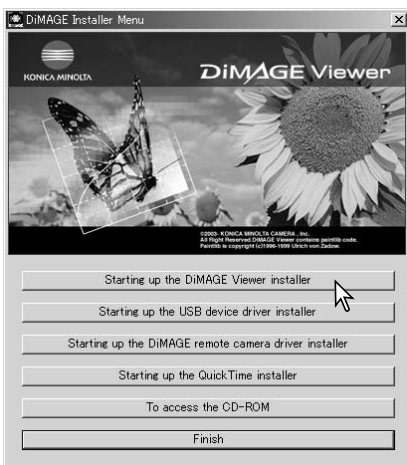 DiMAGE Installer Menu
KONICA MINOLTA
DiMAGE Viewer
©2003- KONICA MINOLTA CAMERA , Inc.
All Right Reserved.DiMAGE Viewer contains paintlib code.
Paintlib is copyright (c)1996-1999 Ulrich von Zadow.
Starting up the DiMAGE Viewer installer
Starting up the USB device driver installer
Starting up the DiMAGE remote camera driver installer
Starting up the QuickTime installer
To access the CD-ROM
Finish